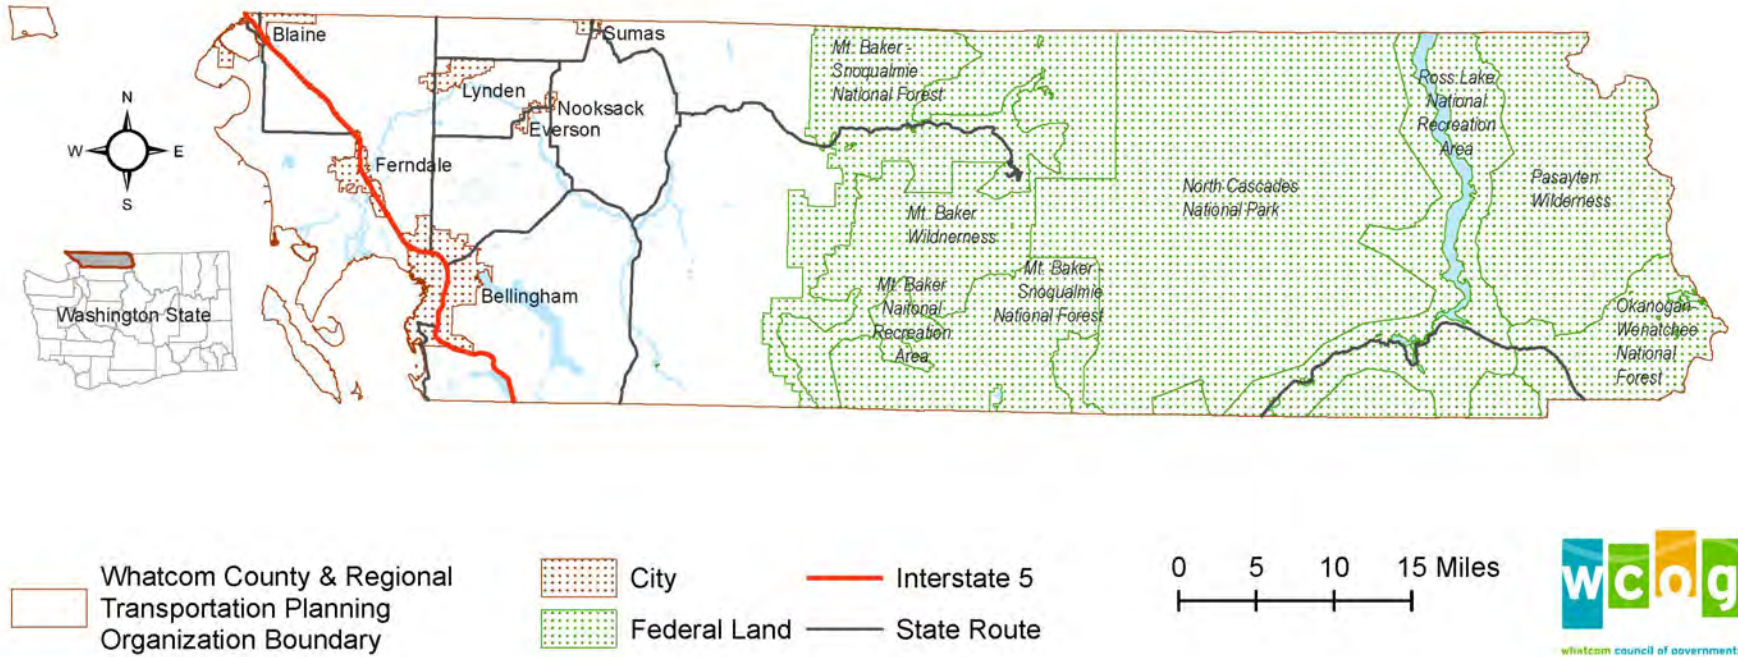 Blaine
Sumas
Mt. Baker -
Snoqualmie
National Forest
Lynden
Nooksack
Everson
Ross Lake
National
Recreation
Area
N
W
E
S
Ferndale
North Cascades
National Park
Pasayten
Wilderness
Mt. Baker
Wildnerness
Mt. Baker -
Snoqualmie
National Forest
Mt. Baker
Naitonal
Recreation
Area
Bellingham
Washington State
Okanogan
Wenatchee
National
Forest
Whatcom County & Regional
Transportation Planning
Organization Boundary
City
Federal Land
Interstate 5
State Route
0 5 10 15 Miles
wcog
whatcom council of governments